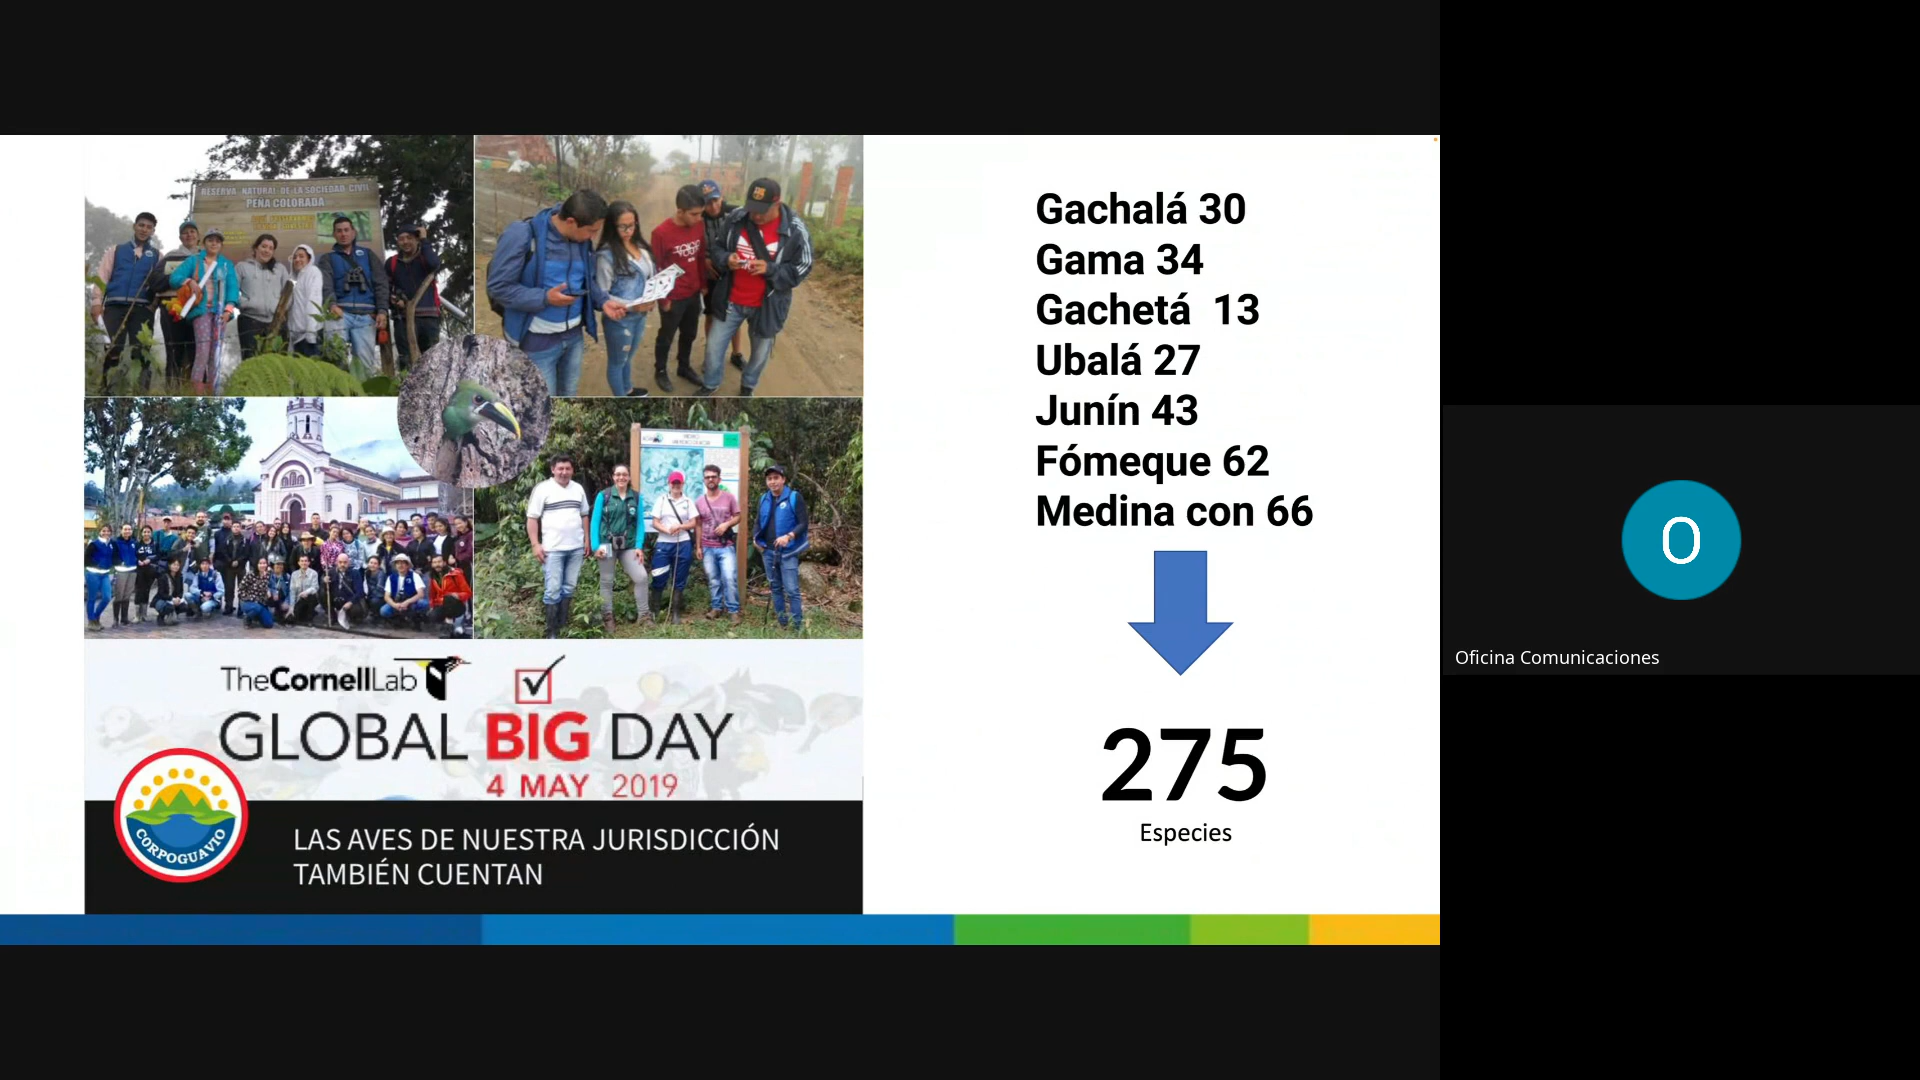 RESERVA NATURAL DE LA SOCIEDAD CIVIL
PEÑA COLORADA
TheCornellLab
GLOBAL BIG DAY
4 MAY 2019
CORPOGUAVIO
LAS AVES DE NUESTRA JURISDICCIÓN
TAMBIÉN CUENTAN
Gachalá 30
Gama 34
Gachetá 13
Ubalá 27
Junín 43
Fómeque 62
Medina con 66
275
Especies
O
Oficina Comunicaciones